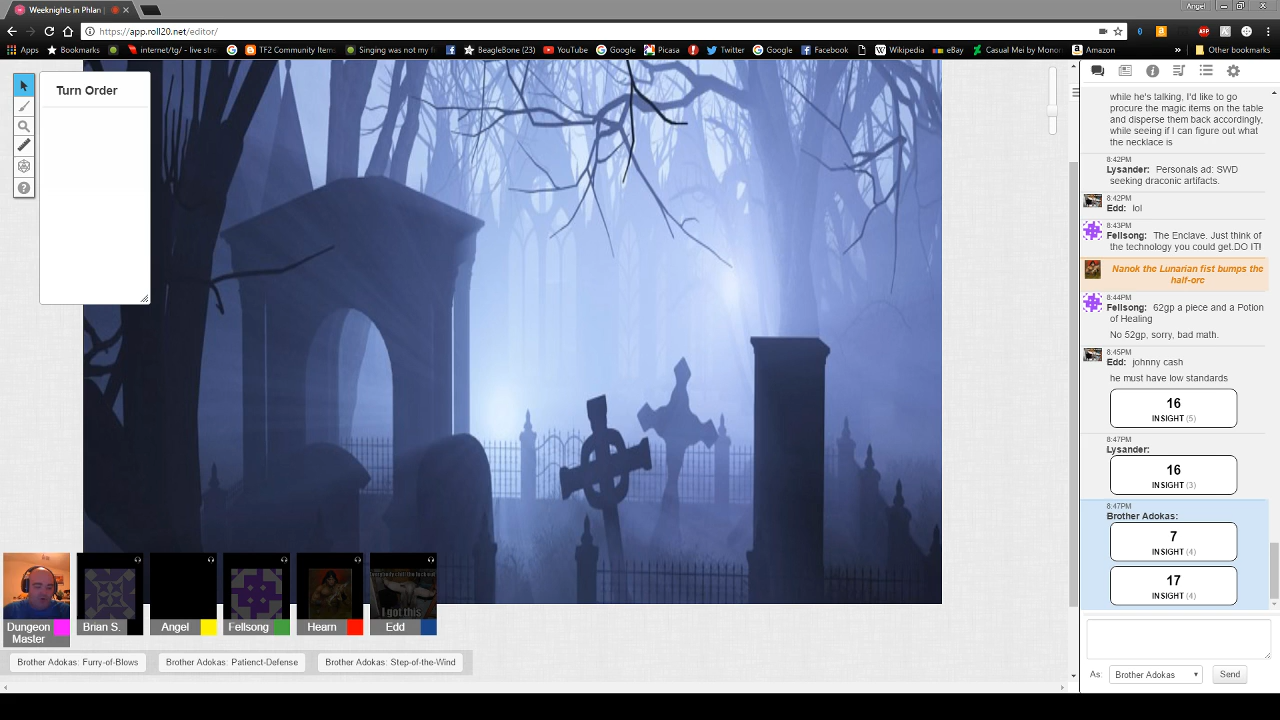 Weeknights in Phlan
Angel
https://app.roll20.net/editor/
Apps
Bookmarks
internet/tg/ - live stre
TF2 Community Item
Singing was not my f
BeagleBone (23)
YouTube
Google
Picasa
Twitter
Google
Facebook
Wikipedia
eBay
Casual Mei by Monor
Amazon
»
Other bookmarks
Turn Order
while he's talking, I'd like to go
procure the magic items on the table
and disperse them back accordingly,
while seeing if I can figure out what
the necklace is
8:42PM
Lysander: Personals ad: SWD
seeking draconic artifacts.
8:42PM
Edd: lol
8:43PM
Fellsong: The Enclave. Just think of
the technology you could get.DO IT!
Nanok the Lunarian fist bumps the
half-orc
8:44PM
Fellsong: 62gp a piece and a Potion
of Healing
No 52gp, sorry, bad math.
8:45PM
Edd: johnny cash
he must have low standards
16
INSIGHT (5)
8:47PM
Lysander:
16
INSIGHT (3)
8:47PM
Brother Adokas:
7
INSIGHT (4)
17
INSIGHT (4)
I got this
Dungeon
Master
Brian S.
Angel
Fellsong
Hearn
Edd
Brother Adokas: Furry-of-Blows
Brother Adokas: Patienct-Defense
Brother Adokas: Step-of-the-Wind
As:
Brother Adokas
Send